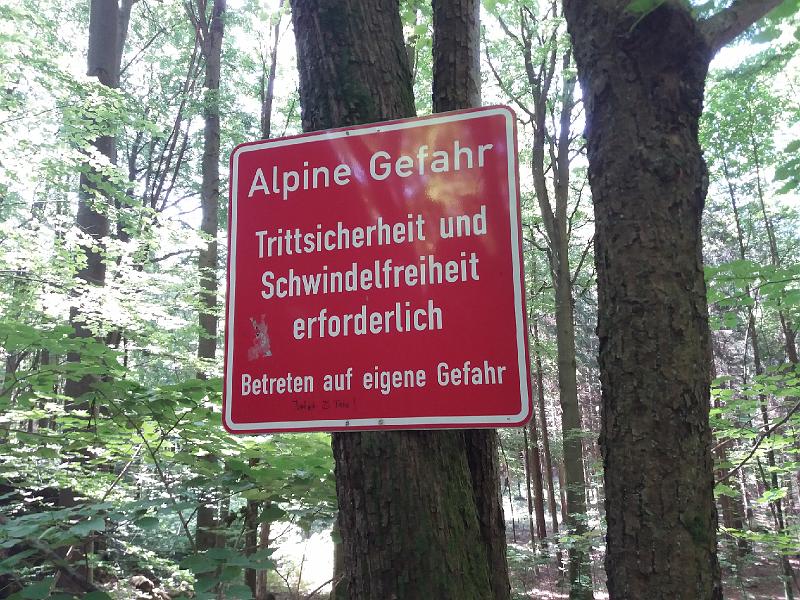 Alpine Gefahr
Trittsicherheit und
Schwindelfreiheit
erforderlich
Betreten auf eigene Gefahr